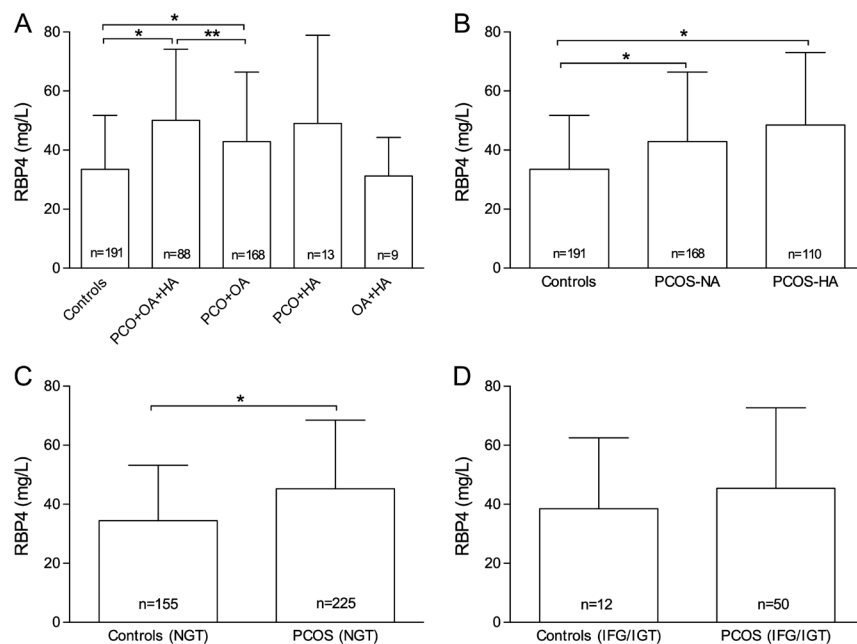 A
RBP4 (mg/L)
80
60
40
20
0
*
*
**
n=191
n=88
n=168
n=13
n=9
Controls
PCO+OA+HA
PCO+OA
PCO+HA
OA+HA
B
RBP4 (mg/L)
80
60
40
20
0
*
*
n=191
n=168
n=110
Controls
PCOS-NA
PCOS-HA
C
RBP4 (mg/L)
80
60
40
20
0
*
n=155
n=225
Controls (NGT)
PCOS (NGT)
D
RBP4 (mg/L)
80
60
40
20
0
n=12
n=50
Controls (IFG/IGT)
PCOS (IFG/IGT)